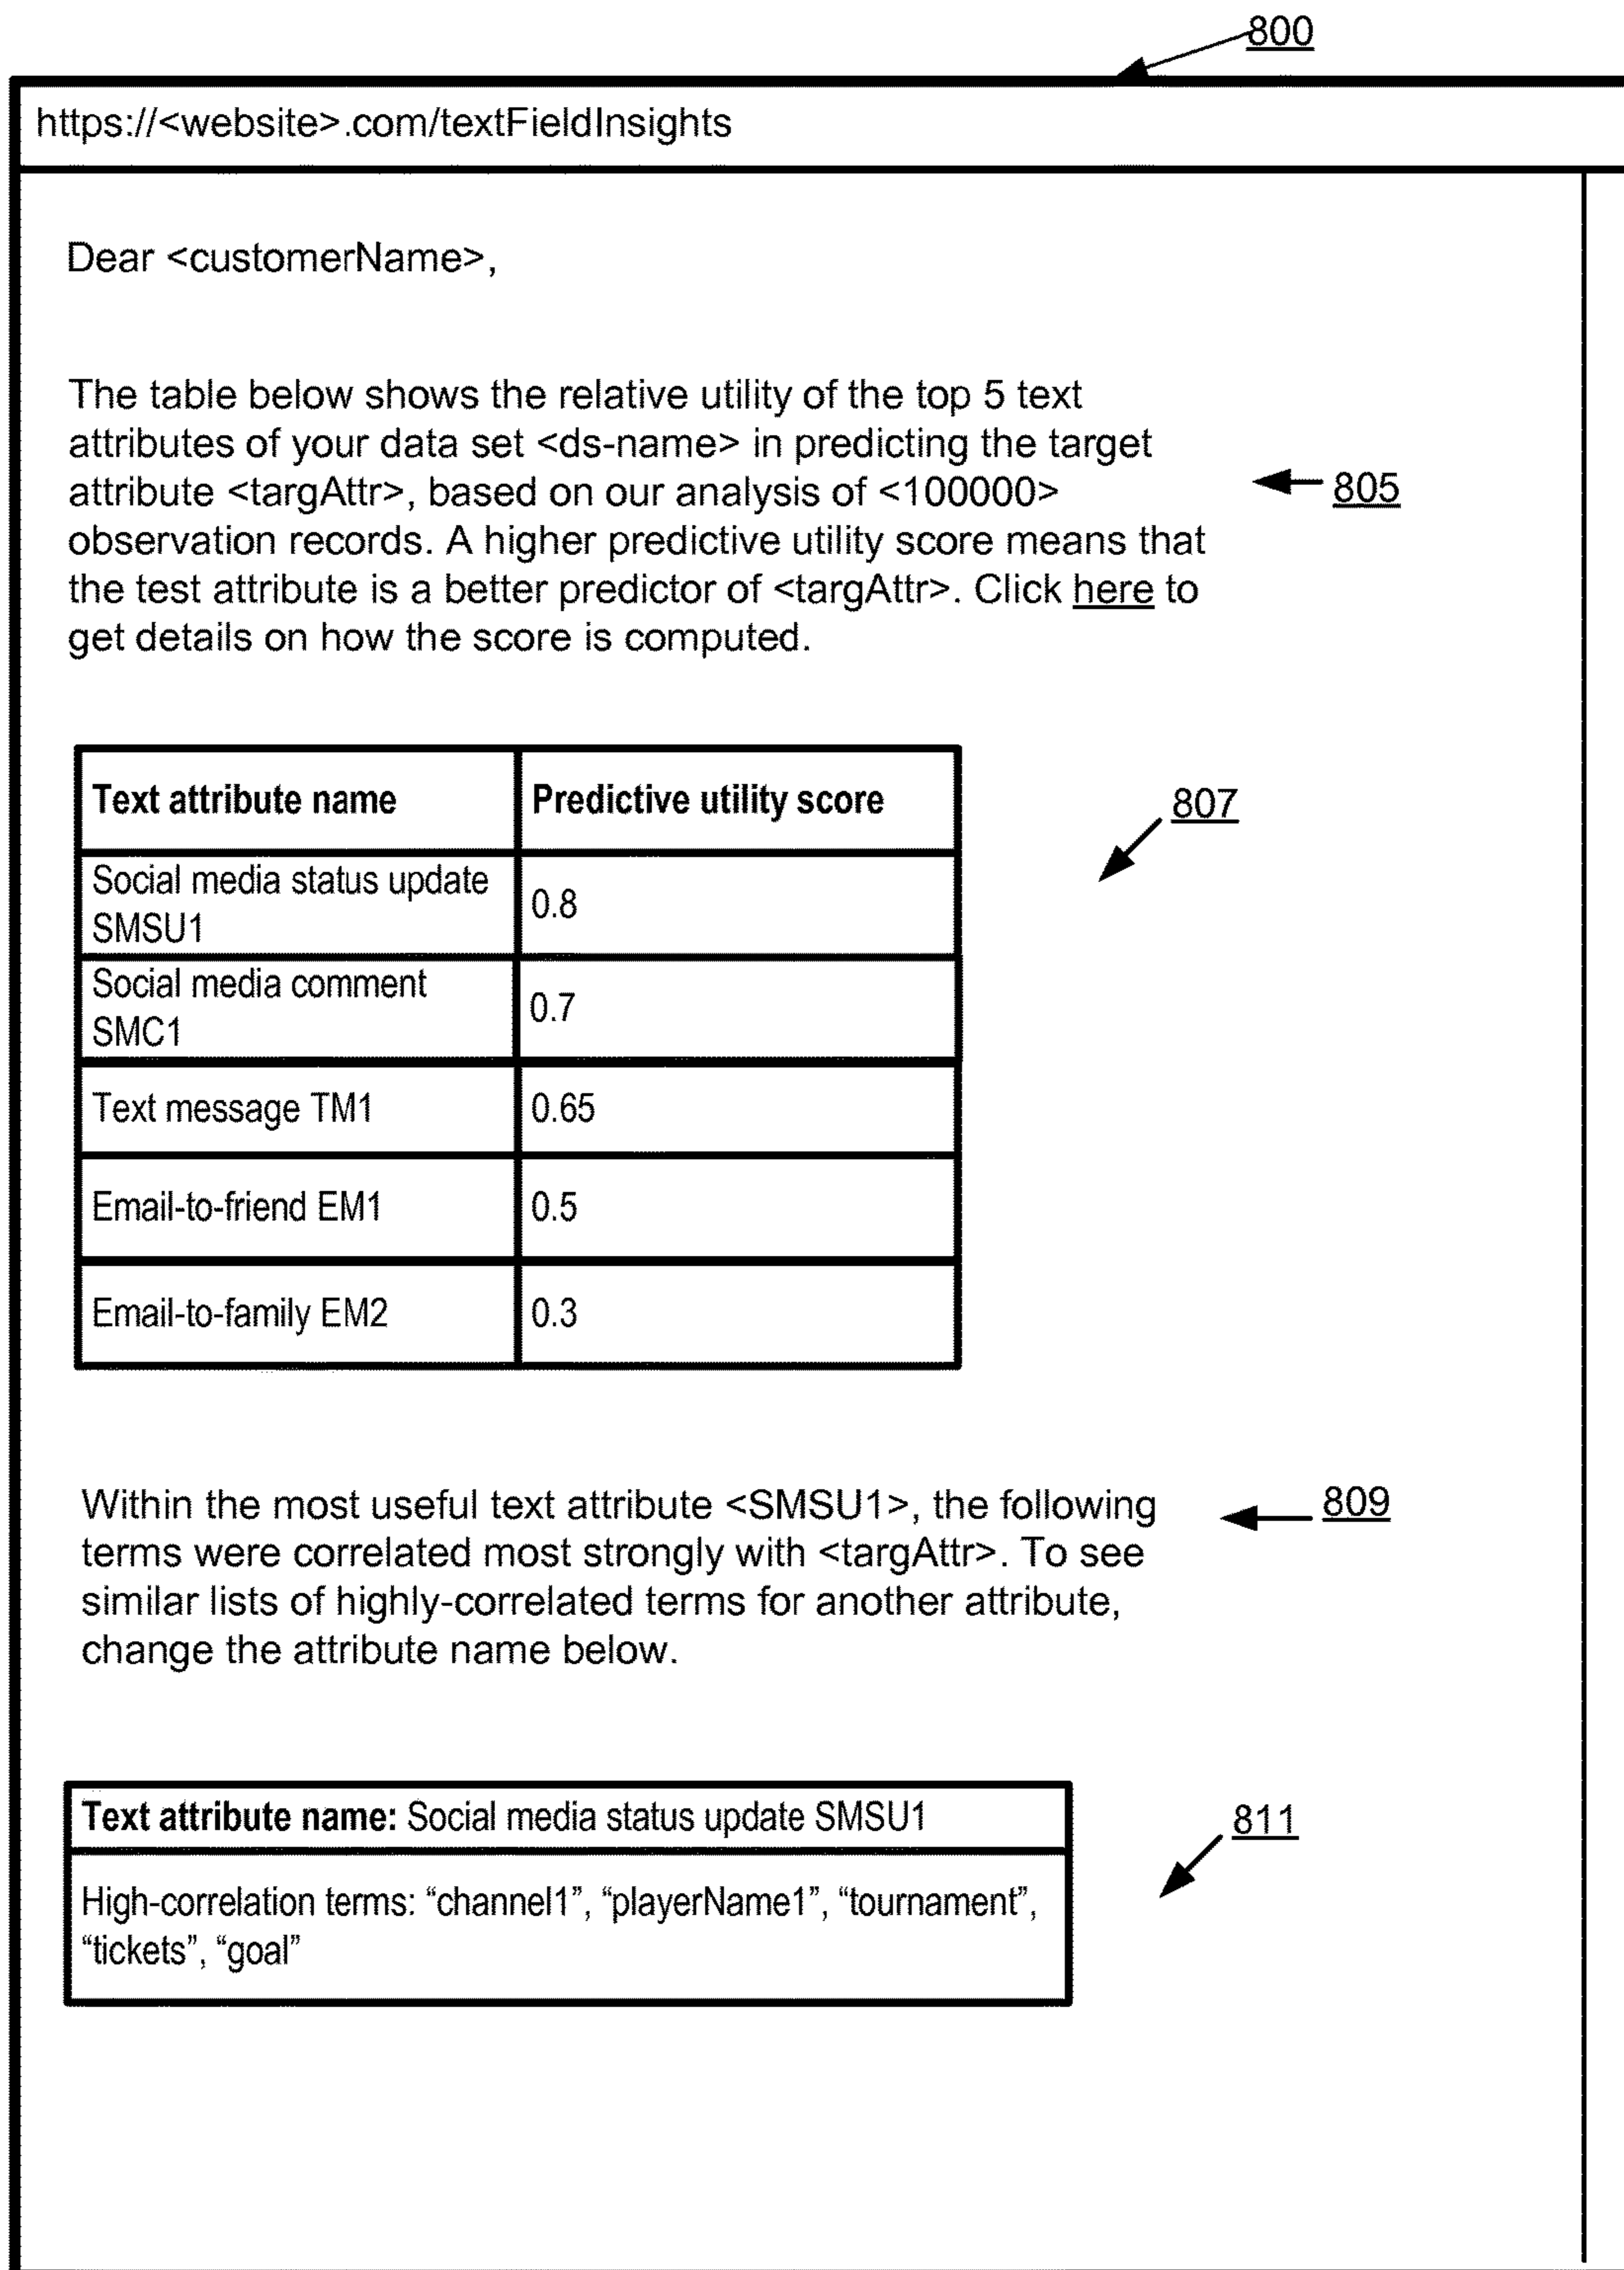 800
https://<website>.com/textFieldInsights
Dear <customerName>,
The table below shows the relative utility of the top 5 text
attributes of your data set <ds-name> in predicting the target
attribute <targAttr>, based on our analysis of <100000>
805
observation records. A higher predictive utility score means that
the test attribute is a better predictor of <targAttr>. Click here to
get details on how the score is computed.
Text attribute name
Predictive utility score
807
Social media status update
SMSU1
0.8
Social media comment
SMC1
0.7
Text message TM1
0.65
Email-to-friend EM1
0.5
Email-to-family EM2
0.3
Within the most useful text attribute <SMSU1>, the following
809
terms were correlated most strongly with <targAttr>. To see
similar lists of highly-correlated terms for another attribute,
change the attribute name below.
Text attribute name: Social media status update SMSU1
811
High-correlation terms: “channel1”, “playerName1”, “tournament”,
“tickets”, “goal”